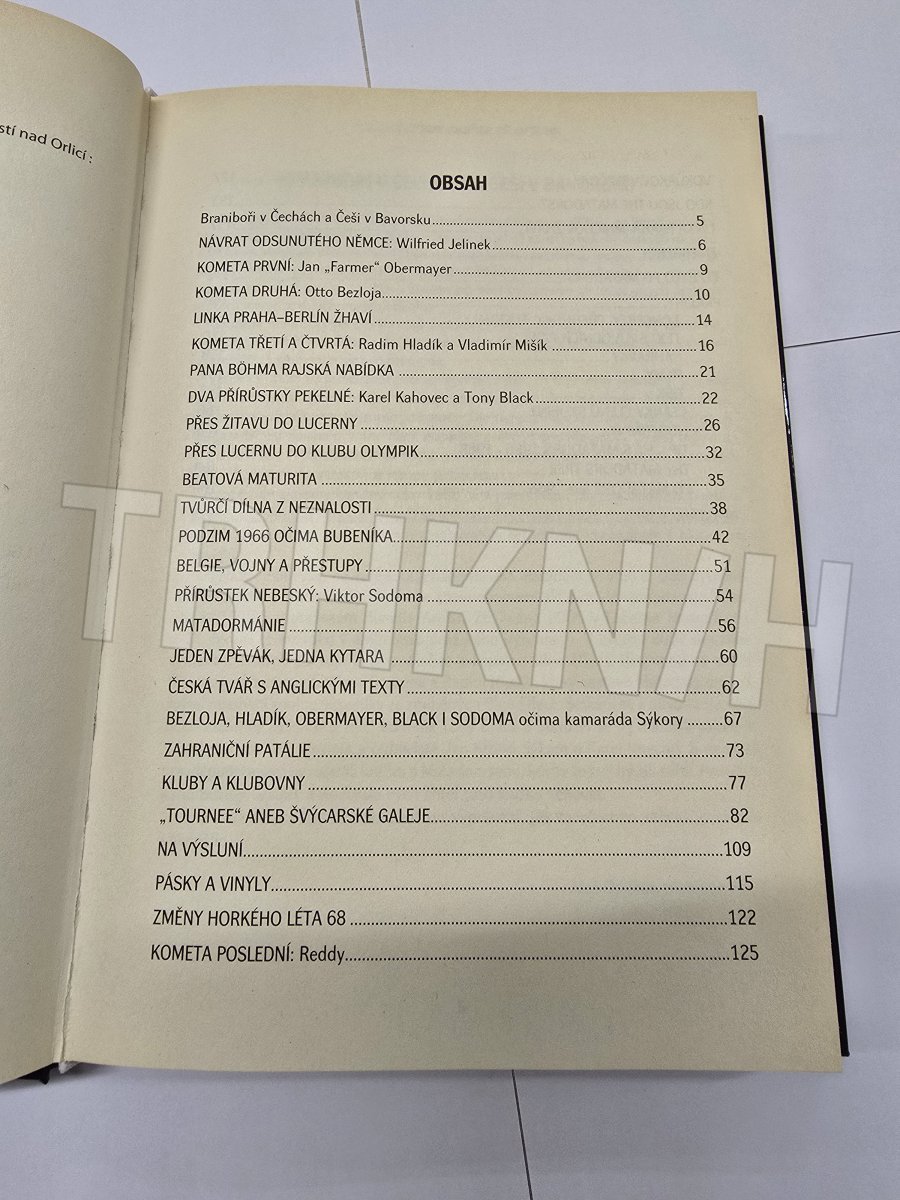 stí nad Orlicí :
OBSAH
Braniboři v Čechách a Češi v Bavorsku 5
NÁVRAT ODSUNUTÉHO NĚMCE: Wilfried Jelinek 6
KOMETA PRVNÍ: Jan „Farmer“ Obermayer 9
KOMETA DRUHÁ: Otto Bezloja 10
LINKA PRAHA–BERLÍN ŽHAVÍ 14
KOMETA TŘETÍ A ČTVRTÁ: Radim Hladík a Vladimír Mišík 16
PANA BÖHMA RAJSKÁ NABÍDKA 21
DVA PŘÍRŮSTKY PEKELNÉ: Karel Kahovec a Tony Black 22
PŘES ŽITAVU DO LUCERNY 26
PŘES LUCERNU DO KLUBU OLYMPIK 32
BEATOVÁ MATURITA 35
TVŮRČÍ DÍLNA Z NEZNALOSTI 38
PODZIM 1966 OČIMA BUBENÍKA 42
BELGIE, VOJNY A PŘESTUPY 51
PŘÍRŮSTEK NEBESKÝ: Viktor Sodoma 54
MATADORMÁNIE 56
JEDEN ZPĚVÁK, JEDNA KYTARA 60
ČESKÁ TVÁŘ S ANGLICKÝMI TEXTY 62
BEZLOJA, HLADÍK, OBERMAYER, BLACK I SODOMA očima kamaráda Sýkory 67
ZAHRANIČNÍ PATÁLIE 73
KLUBY A KLUBOVNY 77
„TOURNEE“ ANEB ŠVÝCARSKÉ GALEJE 82
NA VÝSLUNÍ 109
PÁSKY A VINYLY 115
ZMĚNY HORKÉHO LÉTA 68 122
KOMETA POSLEDNÍ: Reddy 125
TRHKNIH